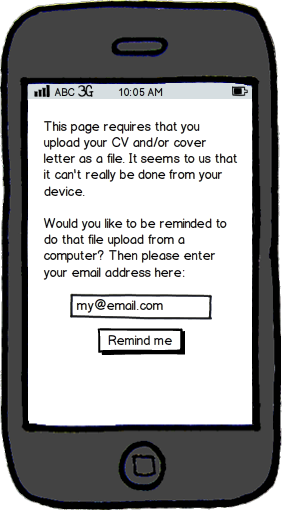 ABC 3G 10:05 AM
This page requires that you
upload your CV and/or cover
letter as a file. It seems to us that
it can't really be done from your
device.
Would you like to be reminded to
do that file upload from a
computer? Then please enter
your email address here:
my@email.com
Remind me